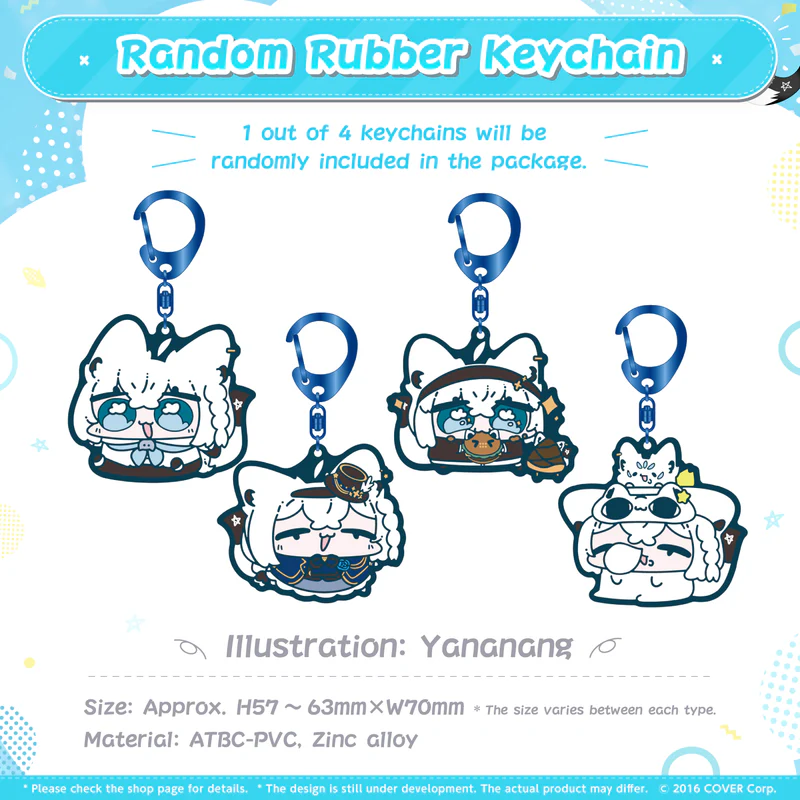 Random Rubber Keychain
1 out of 4 keychains will be
randomly included in the package.
Illustration: Yananang
Size: Approx. H57～63mm×W70mm * The size varies between each type.
Material: ATBC-PVC, Zinc alloy
* Please check the shop page for details. * The design is still under development. The actual product may differ. © 2016 COVER Corp.